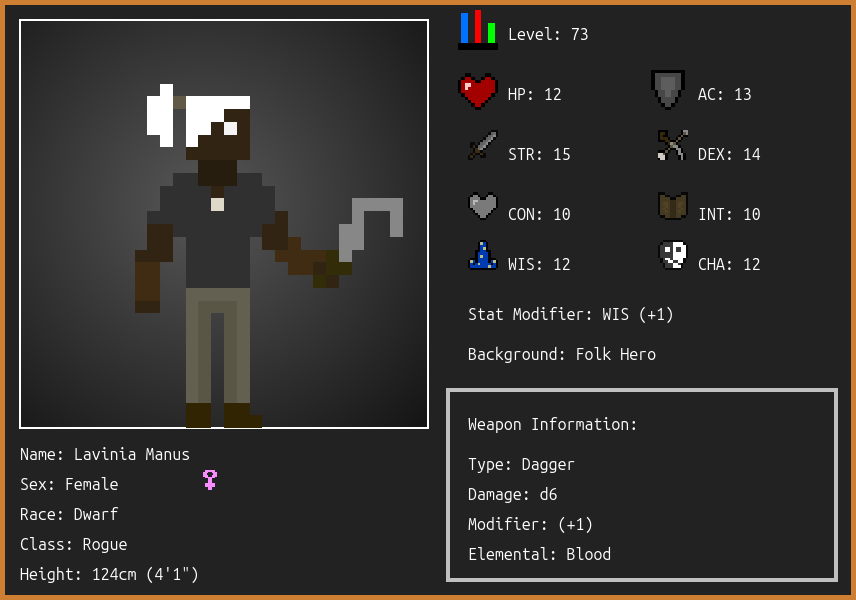 Level: 73
HP: 12
AC: 13
STR: 15
DEX: 14
CON: 10
INT: 10
WIS: 12
CHA: 12
Stat Modifier: WIS (+1)
Background: Folk Hero
Weapon Information:
Type: Dagger
Damage: d6
Modifier: (+1)
Elemental: Blood
Name: Lavinia Manus
Sex: Female
Race: Dwarf
Class: Rogue
Height: 124cm (4'1")